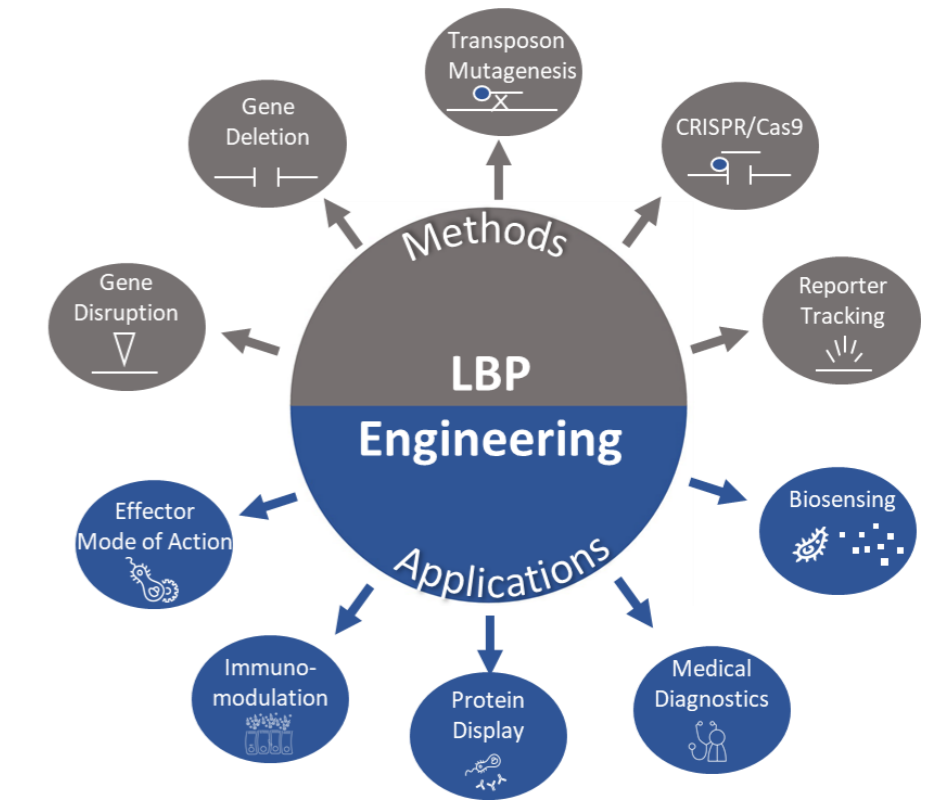 Transposon
Mutagenesis
X
Gene
Deletion
CRISPR/Cas9
Methods
Gene
Disruption
Reporter
Tracking
LBP
Engineering
Effector
Mode of Action
Biosensing
Applications
Immuno-
modulation
Protein
Display
Medical
Diagnostics